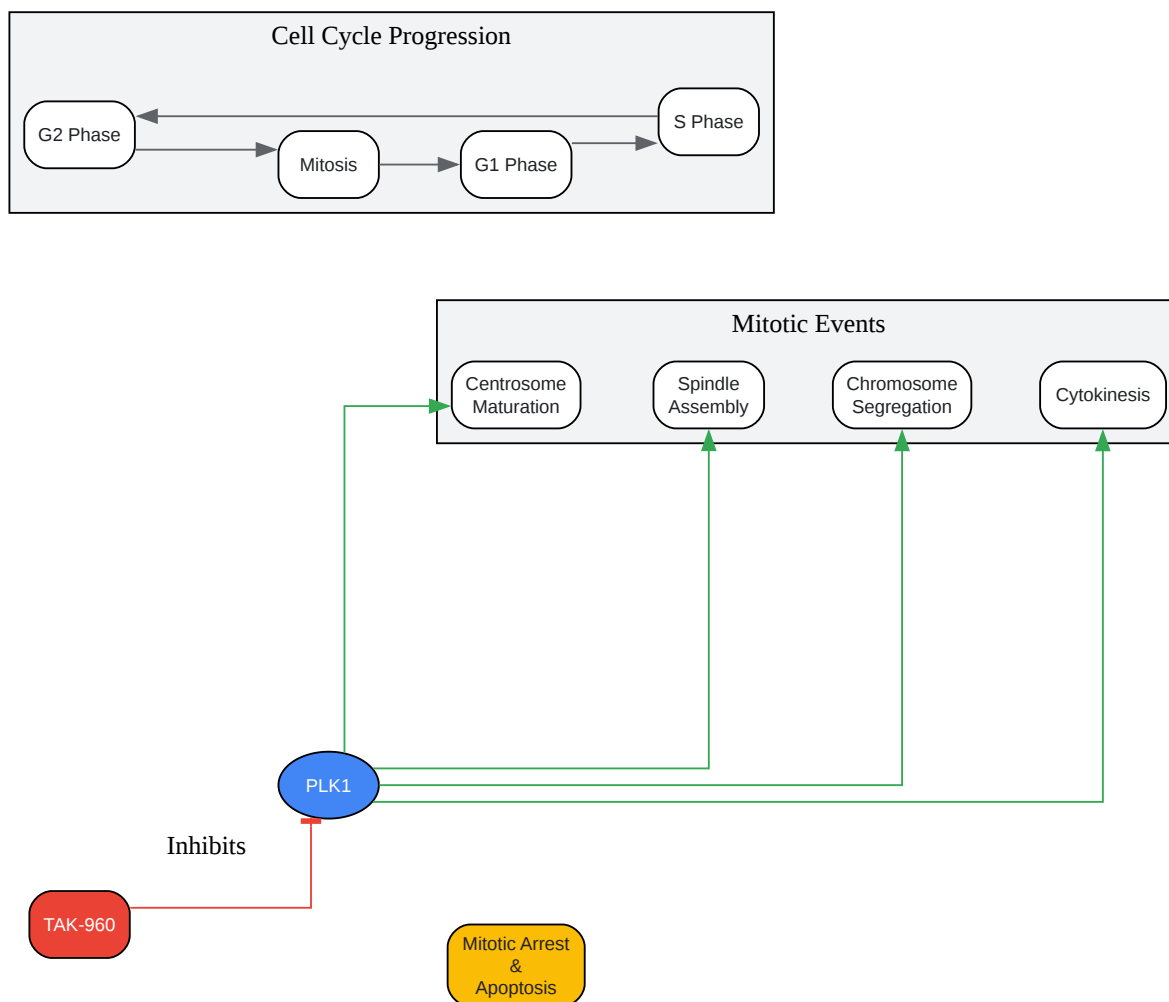 Cell Cycle Progression
S Phase
G2 Phase
Mitosis
G1 Phase
Mitotic Events
Centrosome
Maturation
Spindle
Assembly
Chromosome
Segregation
Cytokinesis
PLK1
Inhibits
TAK-960
Mitotic Arrest
&
Apoptosis